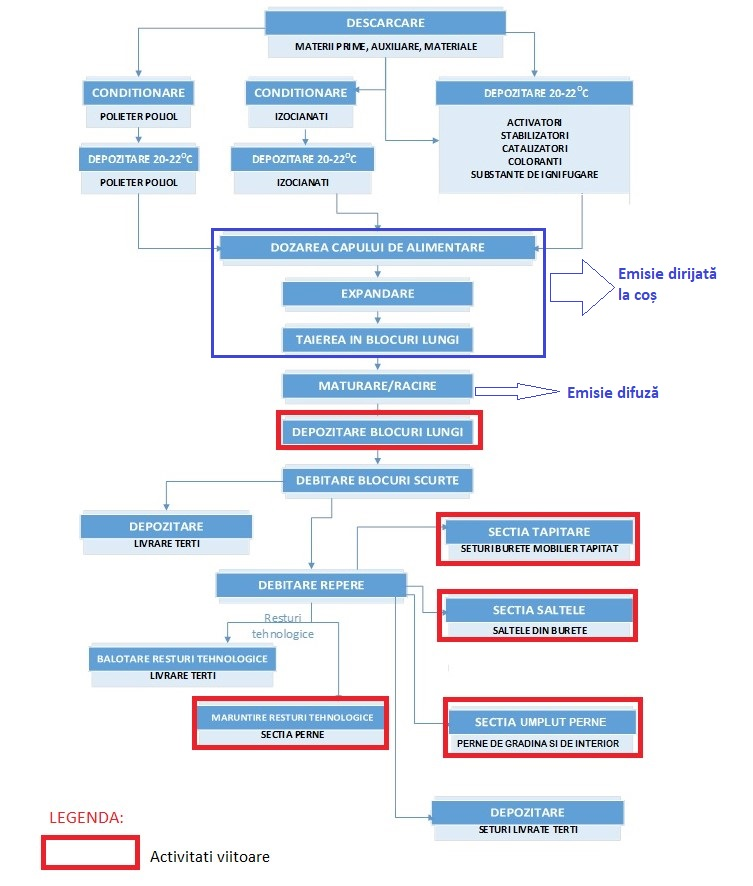 DESCARCARE
MATERII PRIME, AUXILIARE, MATERIALE
CONDITIONARE
POLIETER POLIOL
CONDITIONARE
IZOCIANATI
DEPOZITARE 20-22°C
ACTIVATORI
STABILIZATORI
CATALIZATORI
COLORANTI
SUBSTANTE DE IGNIFUGARE
DEPOZITARE 20-22°C
POLIETER POLIOL
DEPOZITARE 20-22°C
IZOCIANATI
DOZAREA CAPULUI DE ALIMENTARE
EXPANDARE
TAIEREA IN BLOCURI LUNGI
Emisie dirijată
la coș
MATURARE/RACIRE
Emisie difuză
DEPOZITARE BLOCURI LUNGI
DEBITARE BLOCURI SCURTE
DEPOZITARE
LIVRARE TERTI
SECTIA TAPITARE
SETURI BURETE MOBILIER TAPITAT
DEBITARE REPERE
SECTIA SALTELE
SALTELE DIN BURETE
Resturi
tehnologice
BALOTARE RESTURI TEHNOLOGICE
LIVRARE TERTI
MARUNTIRE RESTURI TEHNOLOGICE
SECTIA PERNE
SECTIA UMPLUT PERNE
PERNE DE GRADINA SI DE INTERIOR
DEPOZITARE
SETURI LIVRATE TERTI
LEGENDA:
Activitati viitoare